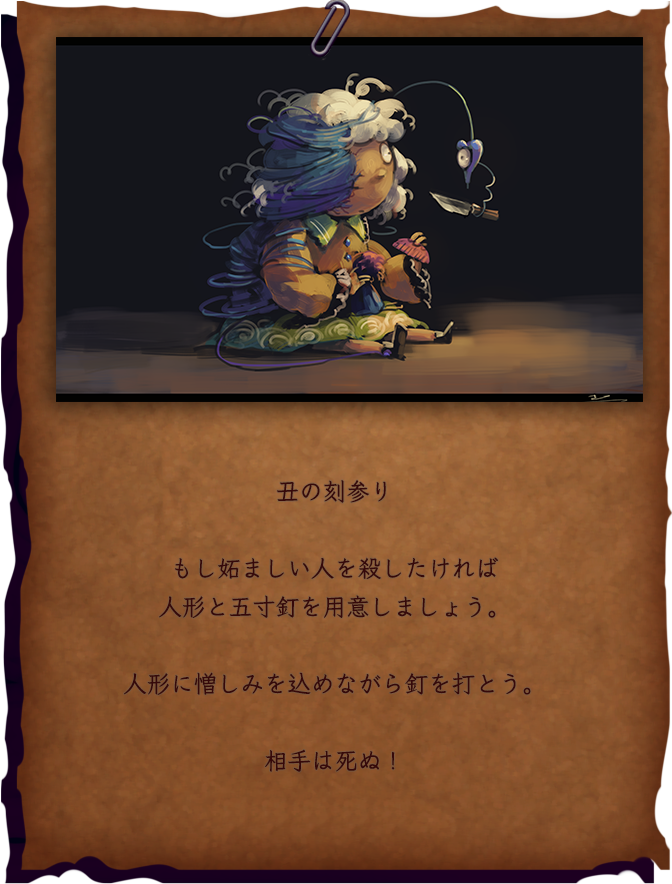 丑の刻参り
もし妬ましい人を殺したければ
人形と五寸釘を用意しましょう。
人形に憎しみを込めながら釘を打とう。
相手は死ぬ！